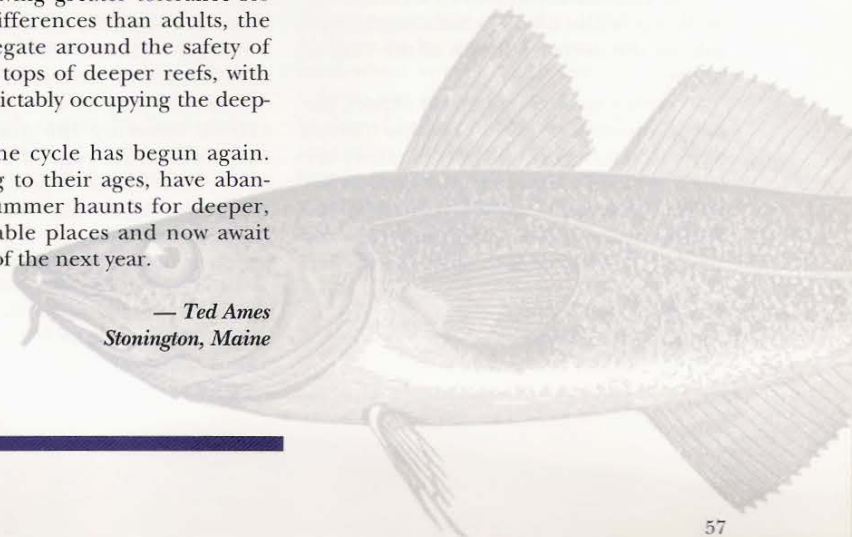 differences than adults, the
egate around the safety of
tops of deeper reefs, with
ictably occupying the deep-
he cycle has begun again.
g to their ages, have aban-
ummer haunts for deeper,
able places and now await
of the next year.
— Ted Ames
Stonington, Maine
57